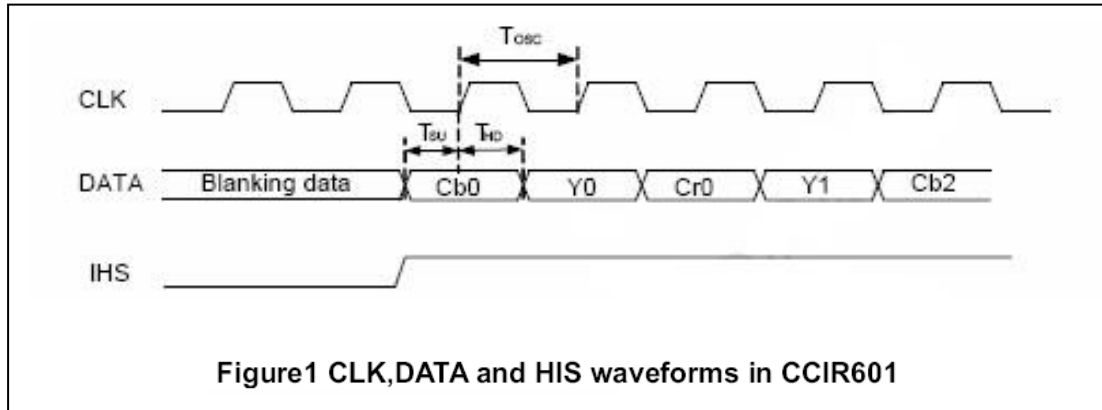 Tosc
CLK
TSU THD
DATA Blanking data Cb0 Y0 Cr0 Y1 Cb2
IHS
Figure1 CLK,DATA and HIS waveforms in CCIR601